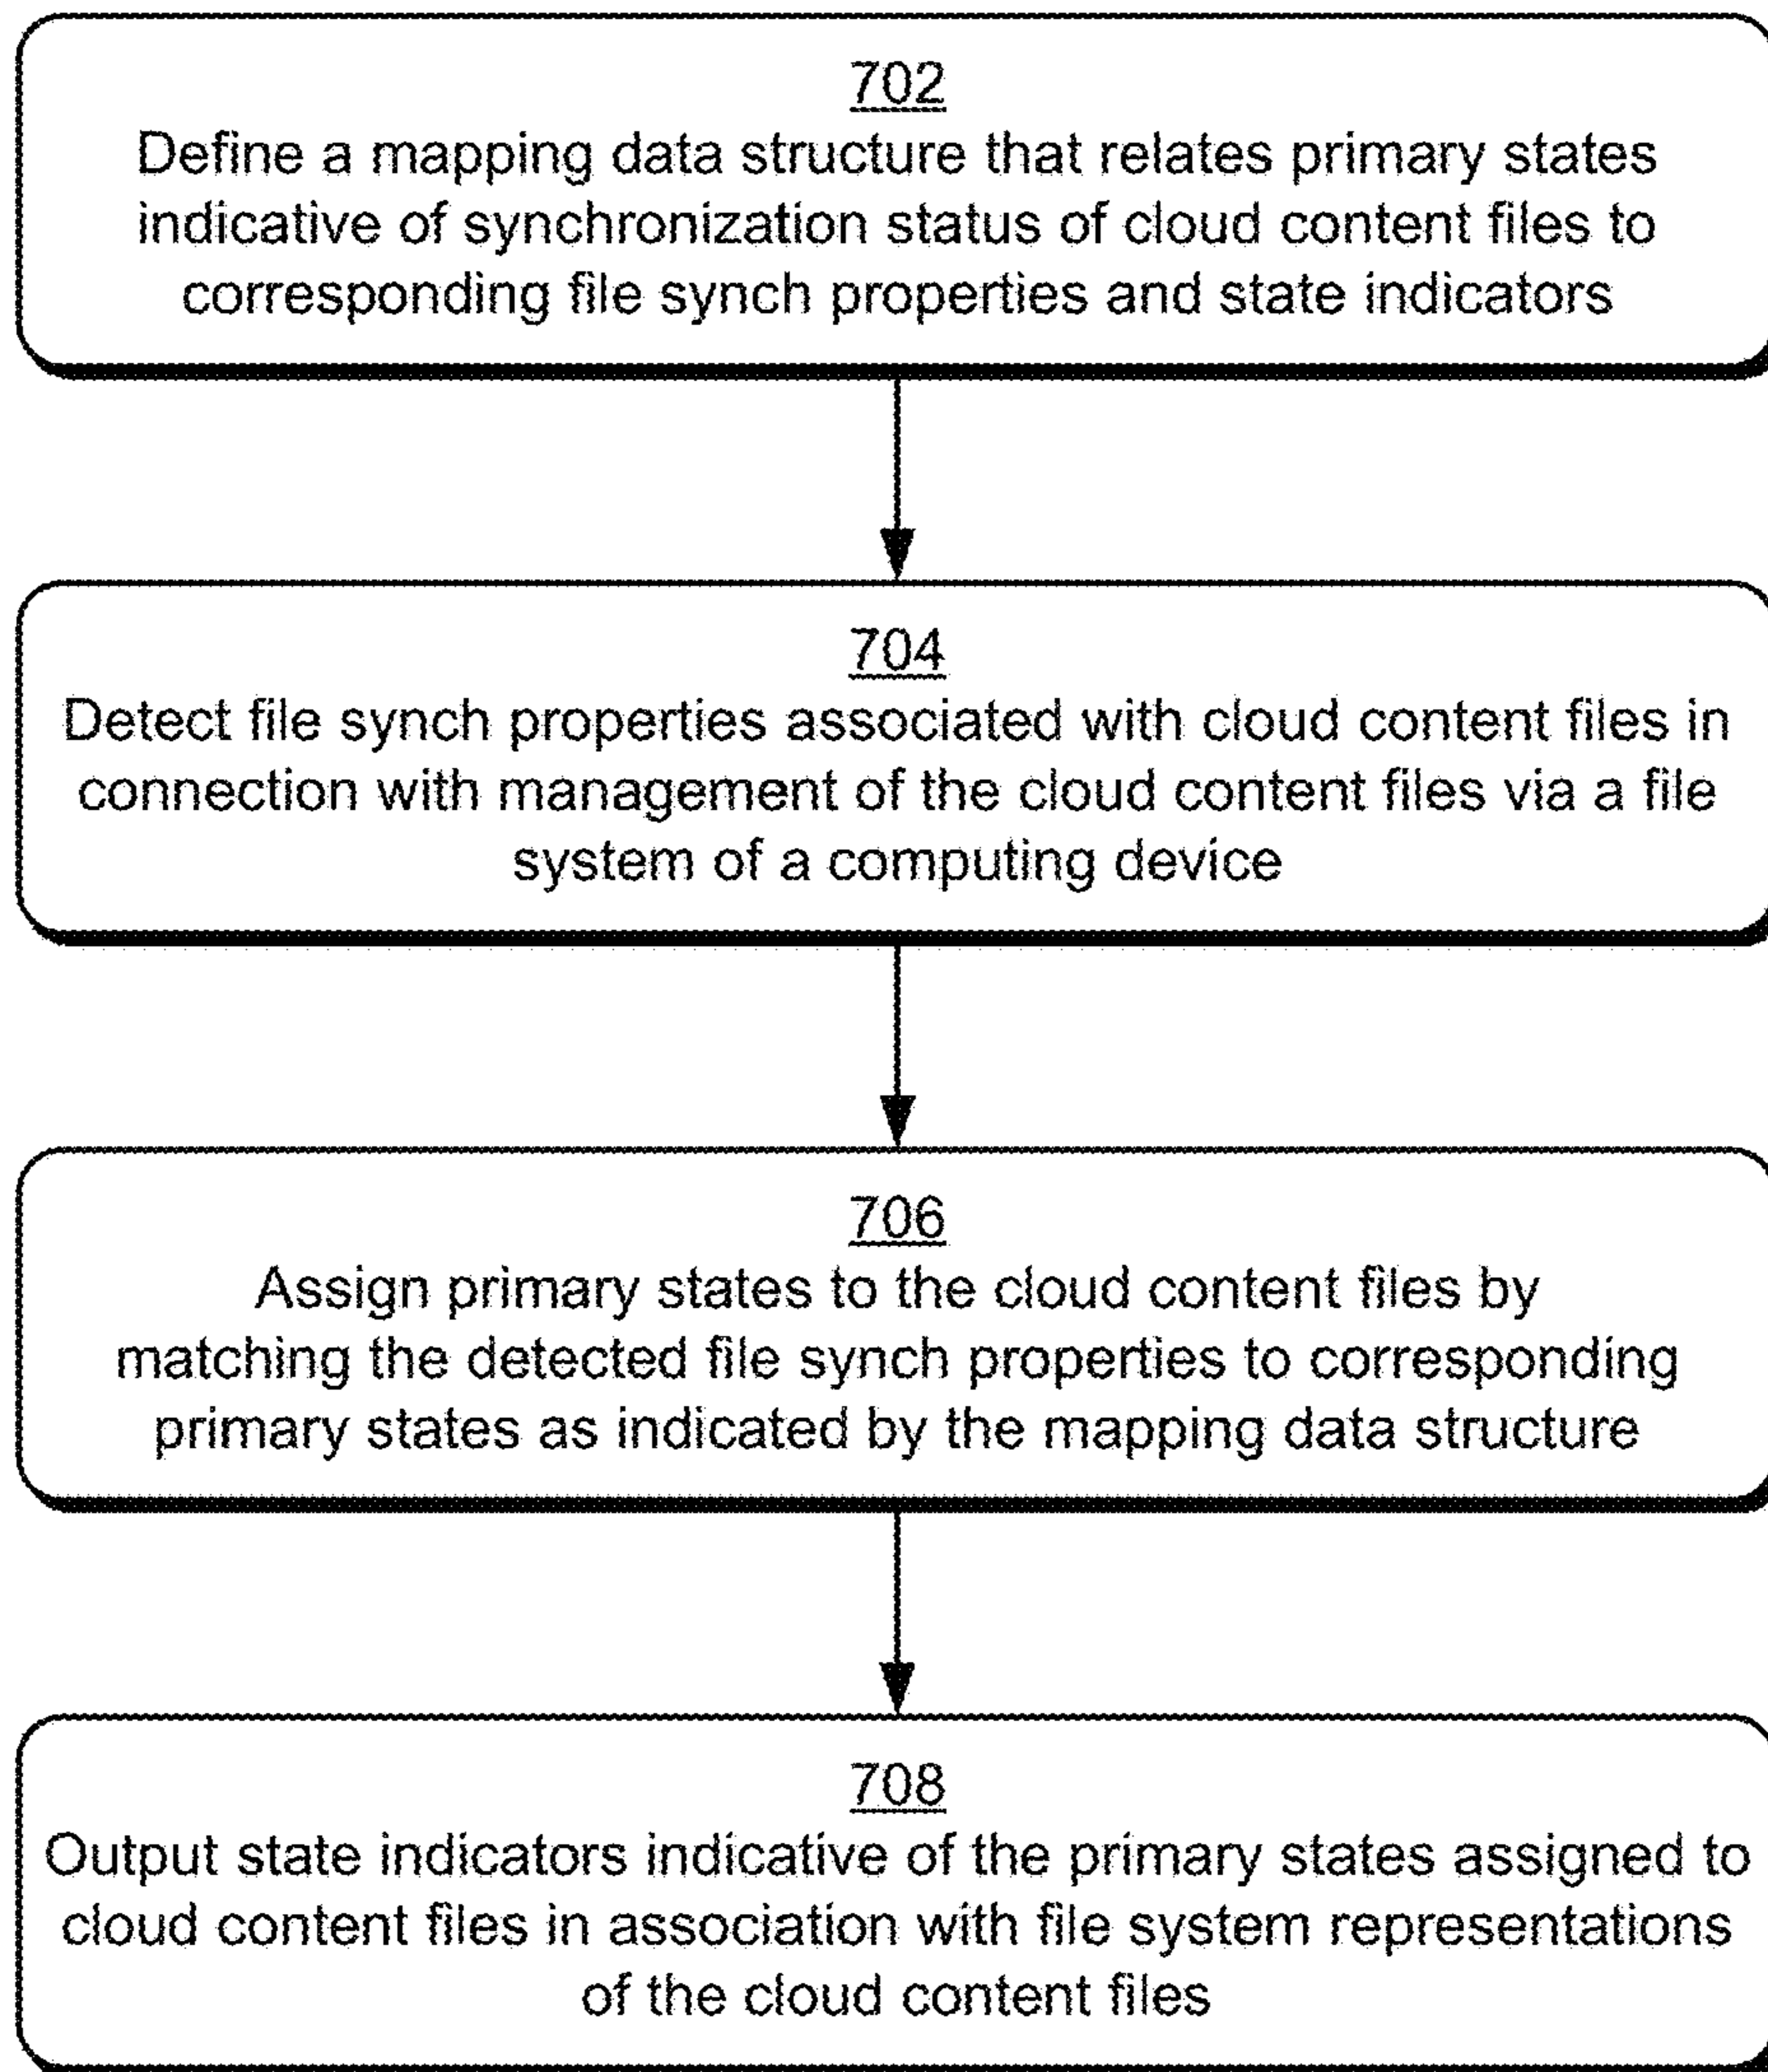 702
Define a mapping data structure that relates primary states
indicative of synchronization status of cloud content files to
corresponding file synch properties and state indicators
704
Detect file synch properties associated with cloud content files in
connection with management of the cloud content files via a file
system of a computing device
706
Assign primary states to the cloud content files by
matching the detected file synch properties to corresponding
primary states as indicated by the mapping data structure
708
Output state indicators indicative of the primary states assigned to
cloud content files in association with file system representations
of the cloud content files